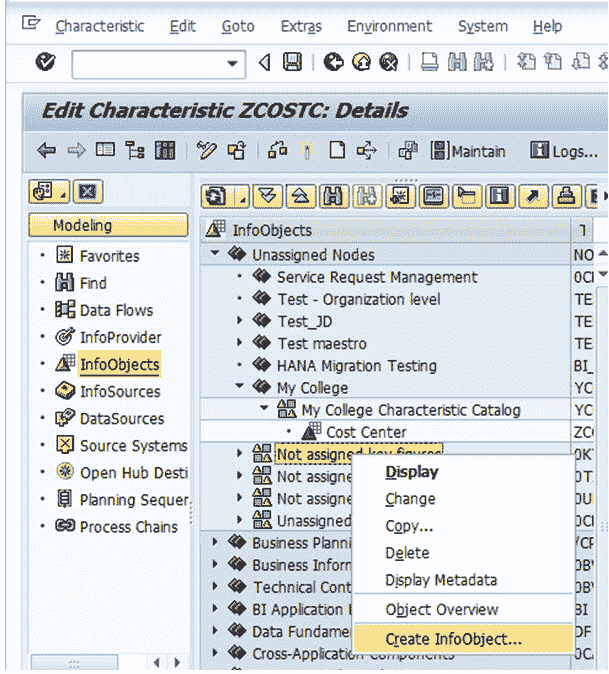 Characteristic Edit Goto Extras Environment System Help
Edit Characteristic ZCOSTC: Details
Maintain Logs...
Modeling
Favorites
Find
Data Flows
InfoProvider
InfoObjects
InfoSources
DataSources
Source Systems
Open Hub Desti
Planning Sequer
Process Chains
InfoObjects
Unassigned Nodes NO
Service Request Management 0C
Test - Organization level TE
Test_JD TE
Test maestro TE
HANA Migration Testing BI_
My College YC
My College Characteristic Catalog YC
Cost Center ZC
Not assigned key figures 0K
Not assigne 0T
Not assigne 0U
Unassigned 0C
Business Planni /CP
Business Inforn 0B
Technical Cont 0B
BI Application BI
Data Fundame DF
Cross-Application Components 0C
Display
Change
Copy...
Delete
Display Metadata
Object Overview
Create InfoObject...